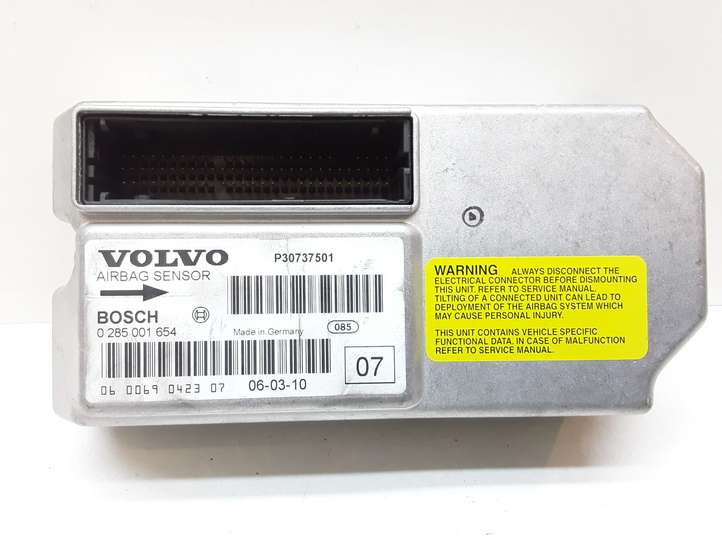 VOLVO
P30737501
AIRBAG SENSOR
BOSCH
0 285 001 654
Made in Germany
085
06 0069 0423 07
06-03-10
07
WARNING ALWAYS DISCONNECT THE
ELECTRICAL CONNECTOR BEFORE DISMOUNTING
THIS UNIT. REFER TO SERVICE MANUAL.
TILTING OF A CONNECTED UNIT CAN LEAD TO
DEPLOYMENT OF THE AIRBAG SYSTEM WHICH
MAY CAUSE PERSONAL INJURY.
THIS UNIT CONTAINS VEHICLE SPECIFIC
FUNCTIONAL DATA. IN CASE OF MALFUNCTION
REFER TO SERVICE MANUAL.